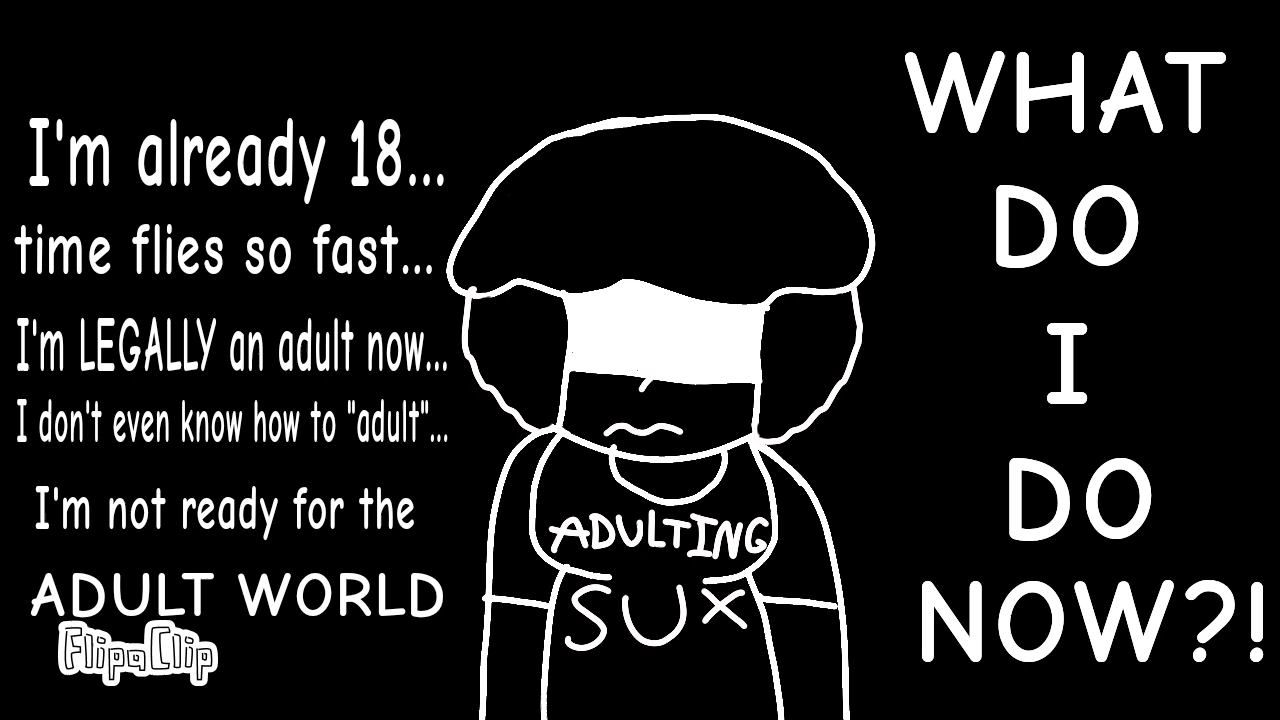 I'm already 18...
time flies so fast...
I'm LEGALLY an adult now...
I don't even know how to "adult"...
I'm not ready for the
ADULT WORLD
FlipaClip
ADULTING
SUX
WHAT
DO
I
DO
NOW?!